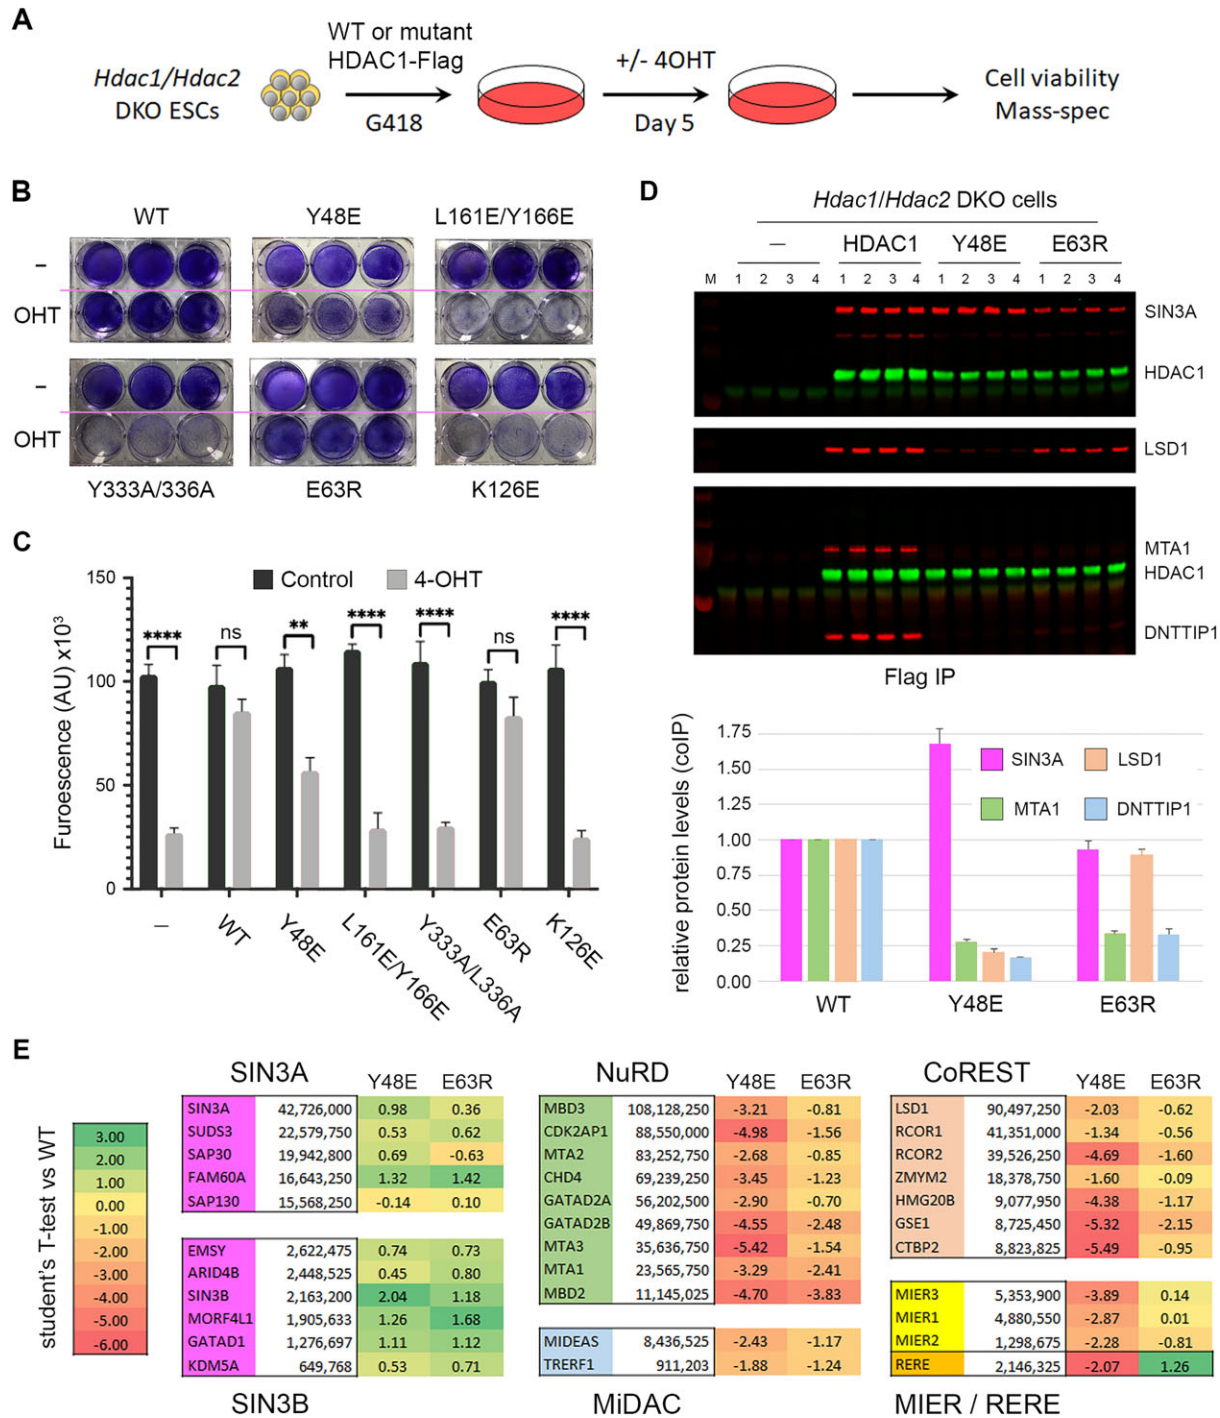 A
Hdac1/Hdac2
DKO ESCs
WT or mutant
HDAC1-Flag
G418
+/- 4OHT
Day 5
Cell viability
Mass-spec
B
WT Y48E L161E/Y166E
–
OHT
–
OHT
Y333A/336A E63R K126E
C
Furoescence (AU) x10³
150
100
50
0
Control 4-OHT
**** ns ** **** **** ns ****
– WT Y48E L161E/Y166E Y333A/L336A E63R K126E
D
Hdac1/Hdac2 DKO cells
– HDAC1 Y48E E63R
M 1 2 3 4 1 2 3 4 1 2 3 4 1 2 3 4
SIN3A
HDAC1
LSD1
MTA1
HDAC1
DNTTIP1
Flag IP
relative protein levels (coIP)
1.75
1.50
1.25
1.00
0.75
0.50
0.25
0.00
SIN3A LSD1
MTA1 DNTTIP1
WT Y48E E63R
E
student's T-test vs WT
3.00
2.00
1.00
0.00
-1.00
-2.00
-3.00
-4.00
-5.00
-6.00
SIN3A Y48E E63R
SIN3A 42,726,000 0.98 0.36
SUDS3 22,579,750 0.53 0.62
SAP30 19,942,800 0.69 -0.63
FAM60A 16,643,250 1.32 1.42
SAP130 15,568,250 -0.14 0.10
EMSY 2,622,475 0.74 0.73
ARID4B 2,448,525 0.45 0.80
SIN3B 2,163,200 2.04 1.18
MORF4L1 1,905,633 1.26 1.68
GATAD1 1,276,697 1.11 1.12
KDM5A 649,768 0.53 0.71
SIN3B
NuRD Y48E E63R
MBD3 108,128,250 -3.21 -0.81
CDK2AP1 88,550,000 -4.98 -1.56
MTA2 83,252,750 -2.68 -0.85
CHD4 69,239,250 -3.45 -1.23
GATAD2A 56,202,500 -2.90 -0.70
GATAD2B 49,869,750 -4.55 -2.48
MTA3 35,636,750 -5.42 -1.54
MTA1 23,565,750 -3.29 -2.41
MBD2 11,145,025 -4.70 -3.83
MIDEAS 8,436,525 -2.43 -1.17
TRERF1 911,203 -1.88 -1.24
MiDAC
CoREST Y48E E63R
LSD1 90,497,250 -2.03 -0.62
RCOR1 41,351,000 -1.34 -0.56
RCOR2 39,526,250 -4.69 -1.60
ZMYM2 18,378,750 -1.60 -0.09
HMG20B 9,077,950 -4.38 -1.17
GSE1 8,725,450 -5.32 -2.15
CTBP2 8,823,825 -5.49 -0.95
MIER3 5,353,900 -3.89 0.14
MIER1 4,880,550 -2.87 0.01
MIER2 1,298,675 -2.28 -0.81
RERE 2,146,325 -2.07 1.26
MIER / RERE